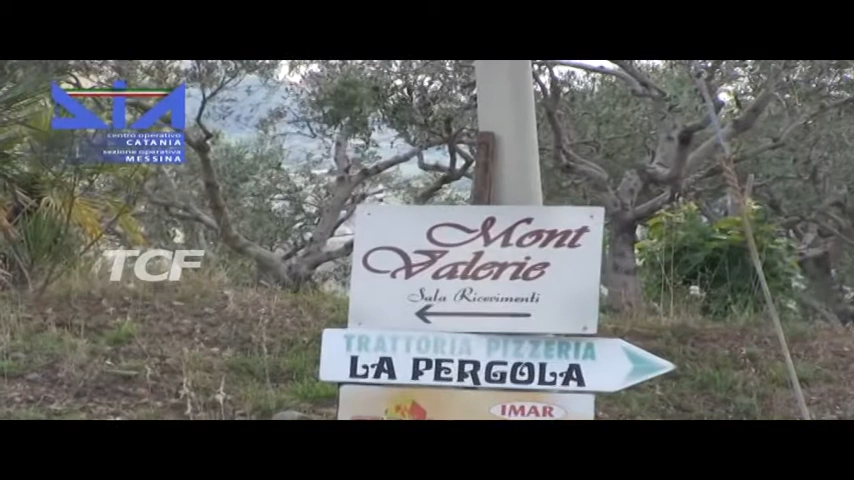 DIA
centro operativo
CATANIA
sezione operativa
MESSINA
TCF
Mont
Valerie
Sala Ricevimenti
TRATTORIA PIZZERIA
LA PERGOLA
IMAR